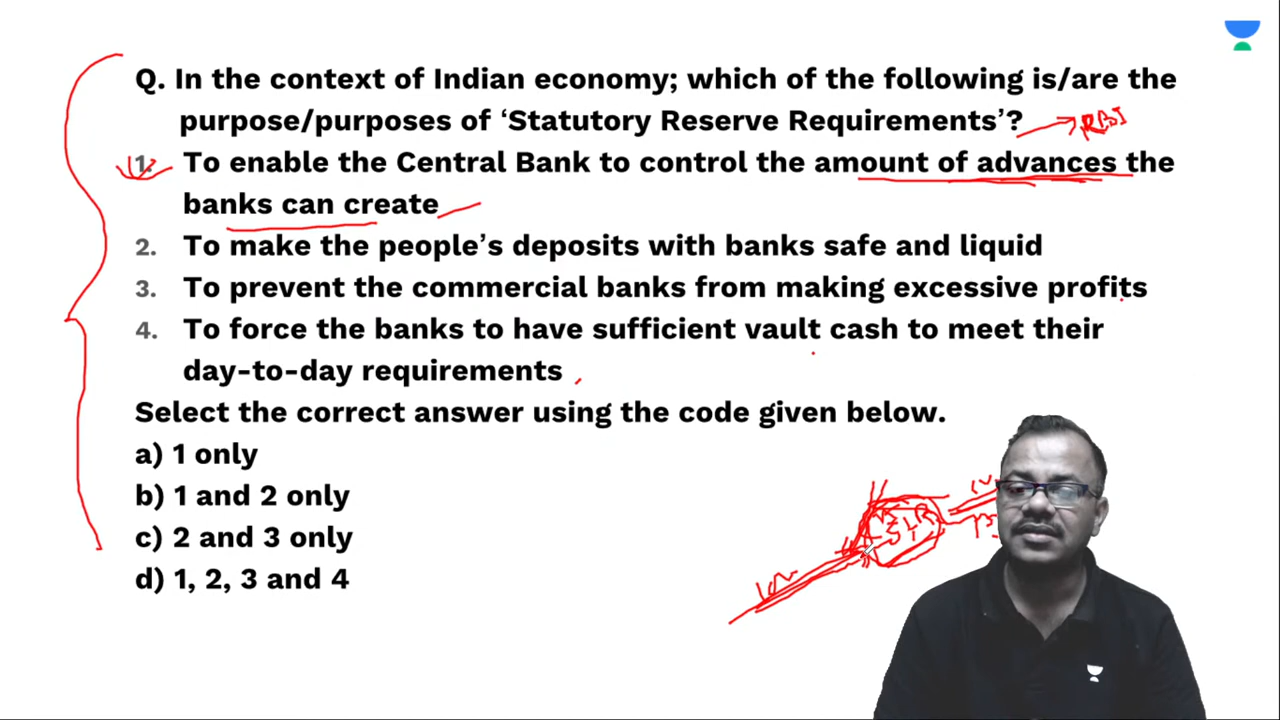 Q. In the context of Indian economy; which of the following is/are the
purpose/purposes of ‘Statutory Reserve Requirements’?
RBI
1. To enable the Central Bank to control the amount of advances the
banks can create
2. To make the people’s deposits with banks safe and liquid
3. To prevent the commercial banks from making excessive profits
4. To force the banks to have sufficient vault cash to meet their
day-to-day requirements
Select the correct answer using the code given below.
a) 1 only
b) 1 and 2 only
c) 2 and 3 only
d) 1, 2, 3 and 4